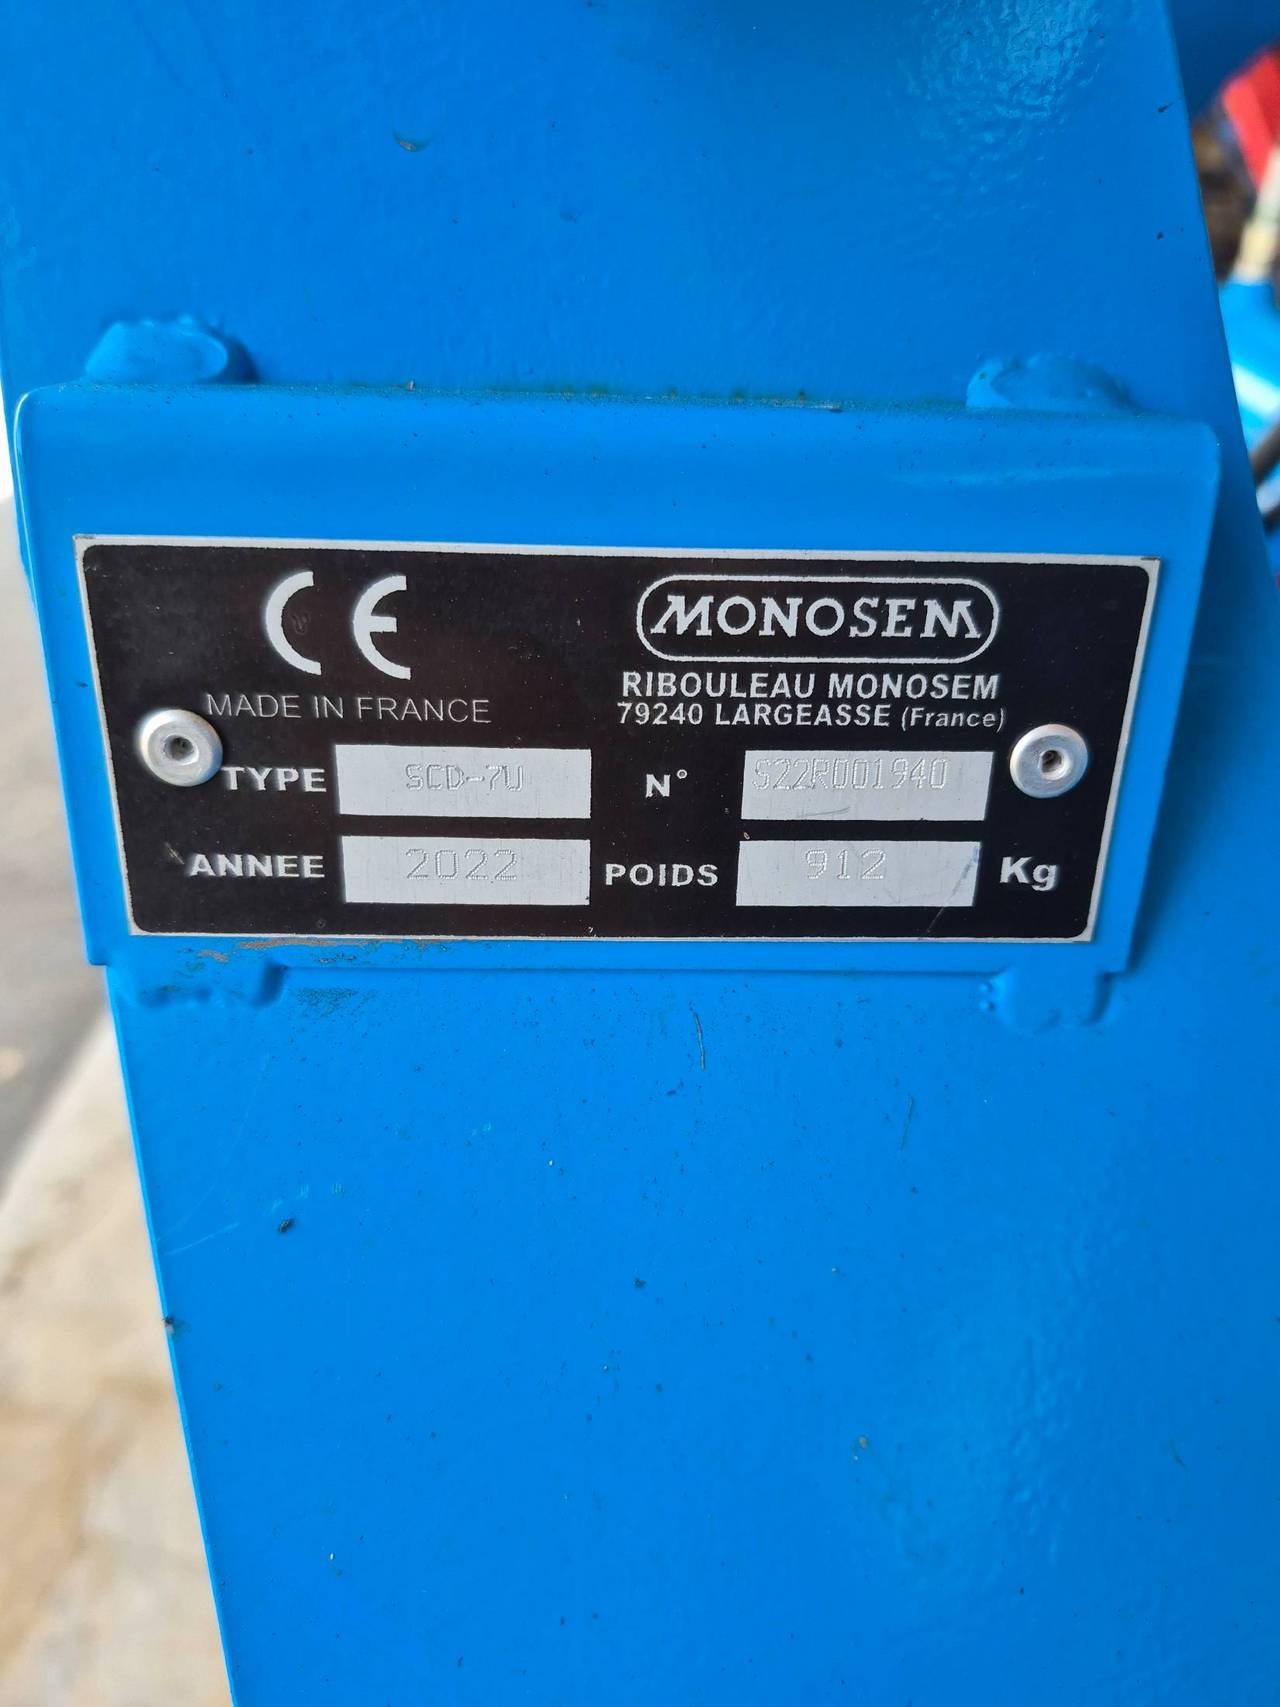 CE
MADE IN FRANCE
MONOSEM
RIBOULEAU MONOSEM
79240 LARGEASSE (France)
TYPE SCD-7U N° S22R001940
ANNEE 2022 POIDS 912 Kg